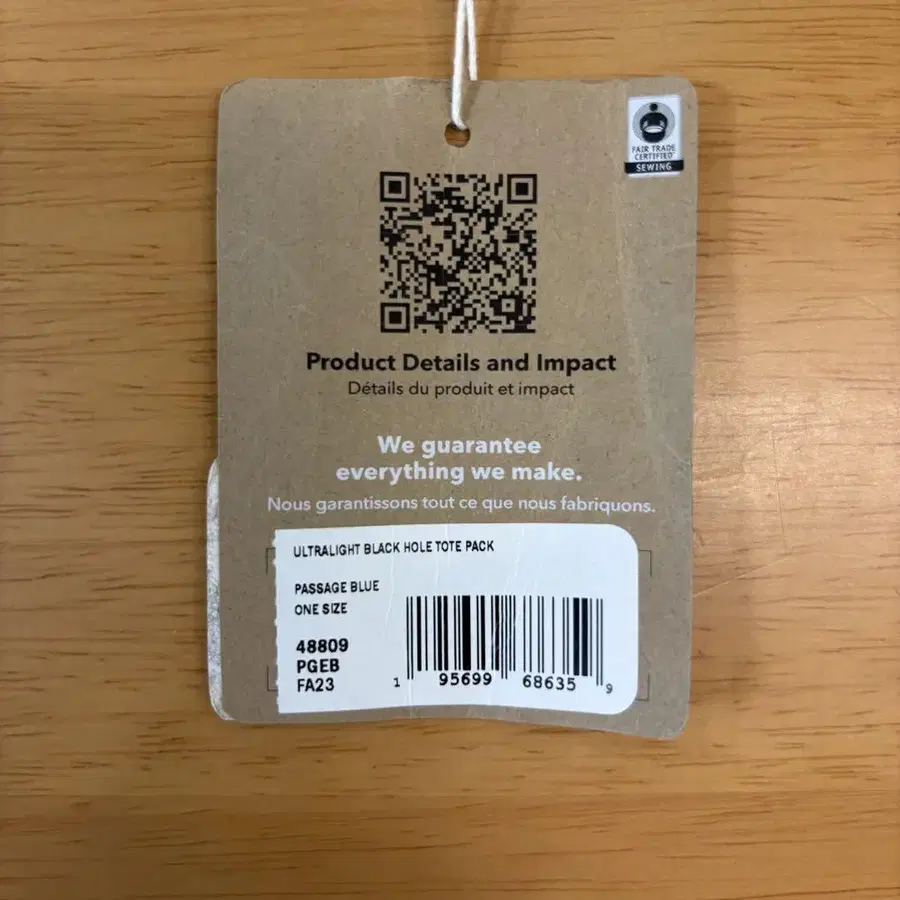 FAIR TRADE
CERTIFIED
SEWING
Product Details and Impact
Détails du produit et impact
We guarantee
everything we make.
Nous garantissons tout ce que nous fabriquons.
ULTRALIGHT BLACK HOLE TOTE PACK
PASSAGE BLUE
ONE SIZE
48809
PGEB
FA23
1 95699 68635 9